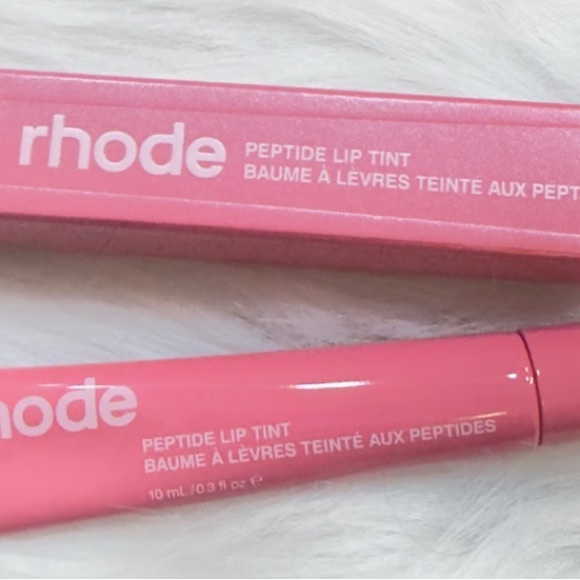 rhode
PEPTIDE LIP TINT
BAUME À LÈVRES TEINTÉ AUX PEPT
node
PEPTIDE LIP TINT
BAUME À LÈVRES TEINTÉ AUX PEPTIDES
10 mL / 0.3 fl oz ℮